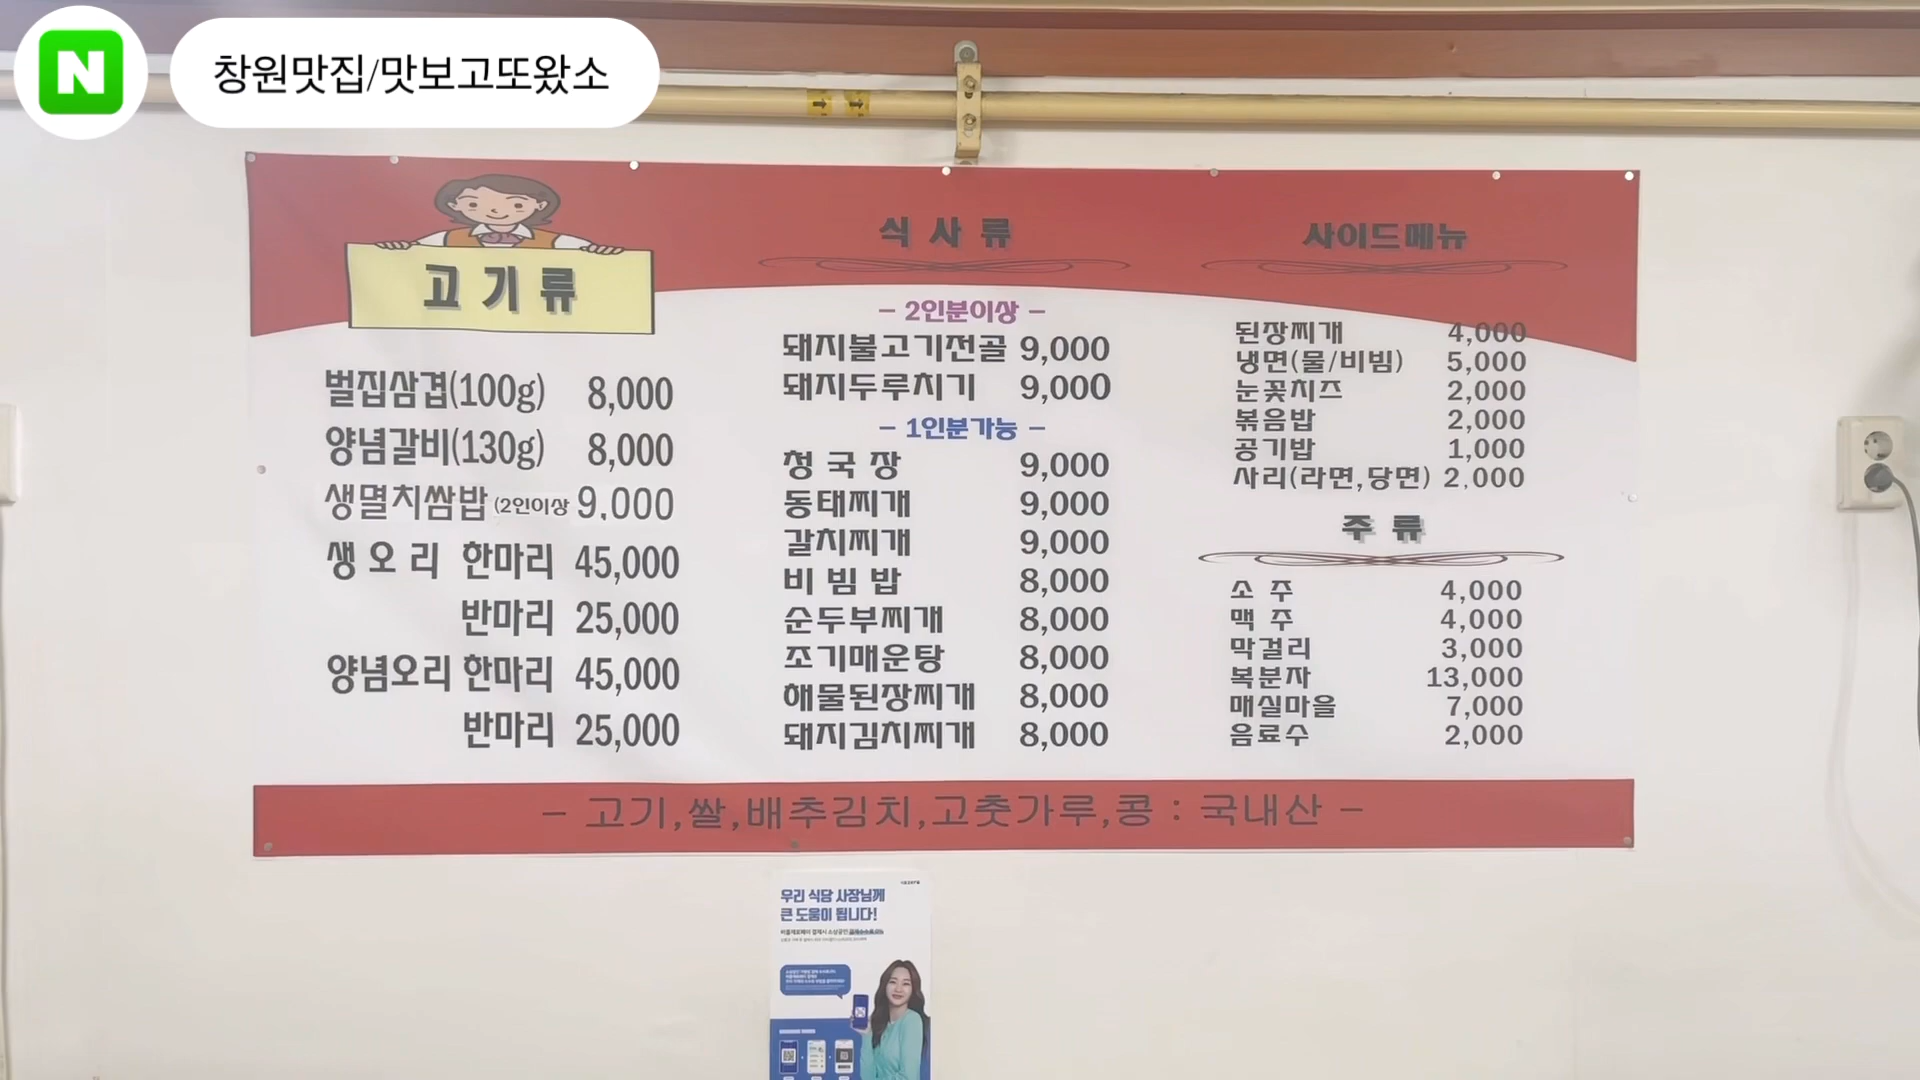 N
창원맛집/맛보고또왔소
고기류
벌집삼겹(100g) 8,000
양념갈비(130g) 8,000
생멸치쌈밥 (2인이상 9,000
생오리 한마리 45,000
반마리 25,000
양념오리 한마리 45,000
반마리 25,000
식사류
- 2인분이상 -
돼지불고기전골 9,000
돼지두루치기 9,000
- 1인분가능 -
청국장 9,000
동태찌개 9,000
갈치찌개 9,000
비빔밥 8,000
순두부찌개 8,000
조기매운탕 8,000
해물된장찌개 8,000
돼지김치찌개 8,000
사이드메뉴
된장찌개 4,000
냉면(물/비빔) 5,000
눈꽃치즈 2,000
볶음밥 2,000
공기밥 1,000
사리(라면,당면) 2,000
주류
소주 4,000
맥주 4,000
막걸리 3,000
복분자 13,000
매실마을 7,000
음료수 2,000
- 고기,쌀,배추김치,고춧가루,콩 : 국내산 -
우리 식당 사장님께
큰 도움이 됩니다!